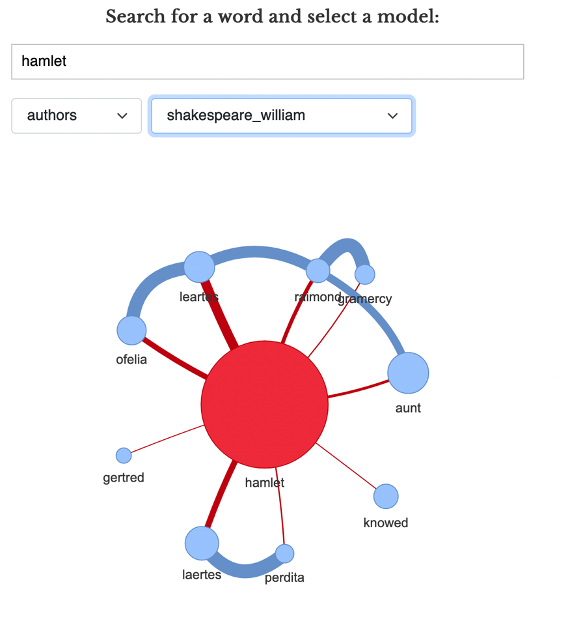 Search for a word and select a model:
hamlet
authors shakespeare_william
leartes raimond gramercy
ofelia
aunt
gertred
hamlet
knowed
laertes perdita